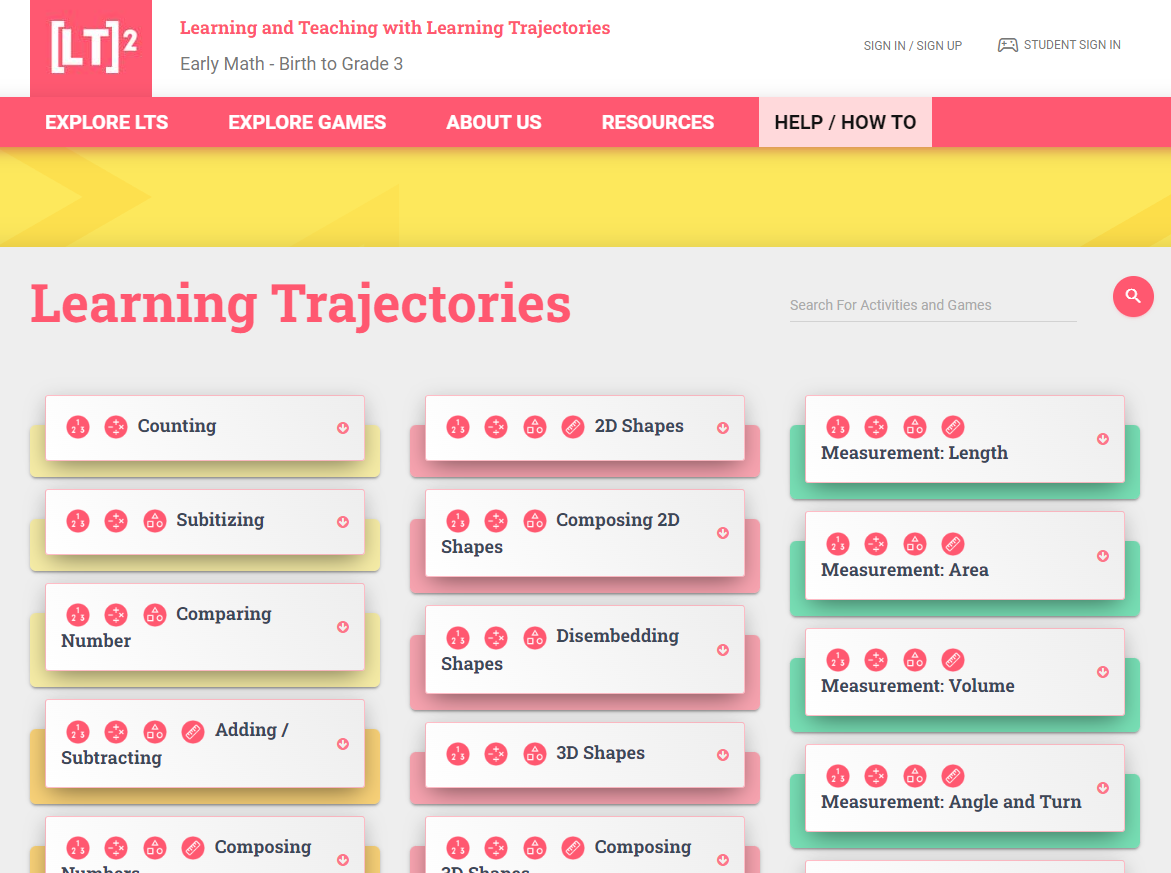 [LT]²
Learning and Teaching with Learning Trajectories
Early Math - Birth to Grade 3
SIGN IN / SIGN UP
STUDENT SIGN IN
EXPLORE LTS
EXPLORE GAMES
ABOUT US
RESOURCES
HELP / HOW TO
Learning Trajectories
Search For Activities and Games
Counting
Subitizing
Comparing
Number
Adding /
Subtracting
Composing
Numbers
2D Shapes
Composing 2D
Shapes
Disembedding
Shapes
3D Shapes
Composing
3D Shapes
Measurement: Length
Measurement: Area
Measurement: Volume
Measurement: Angle and Turn